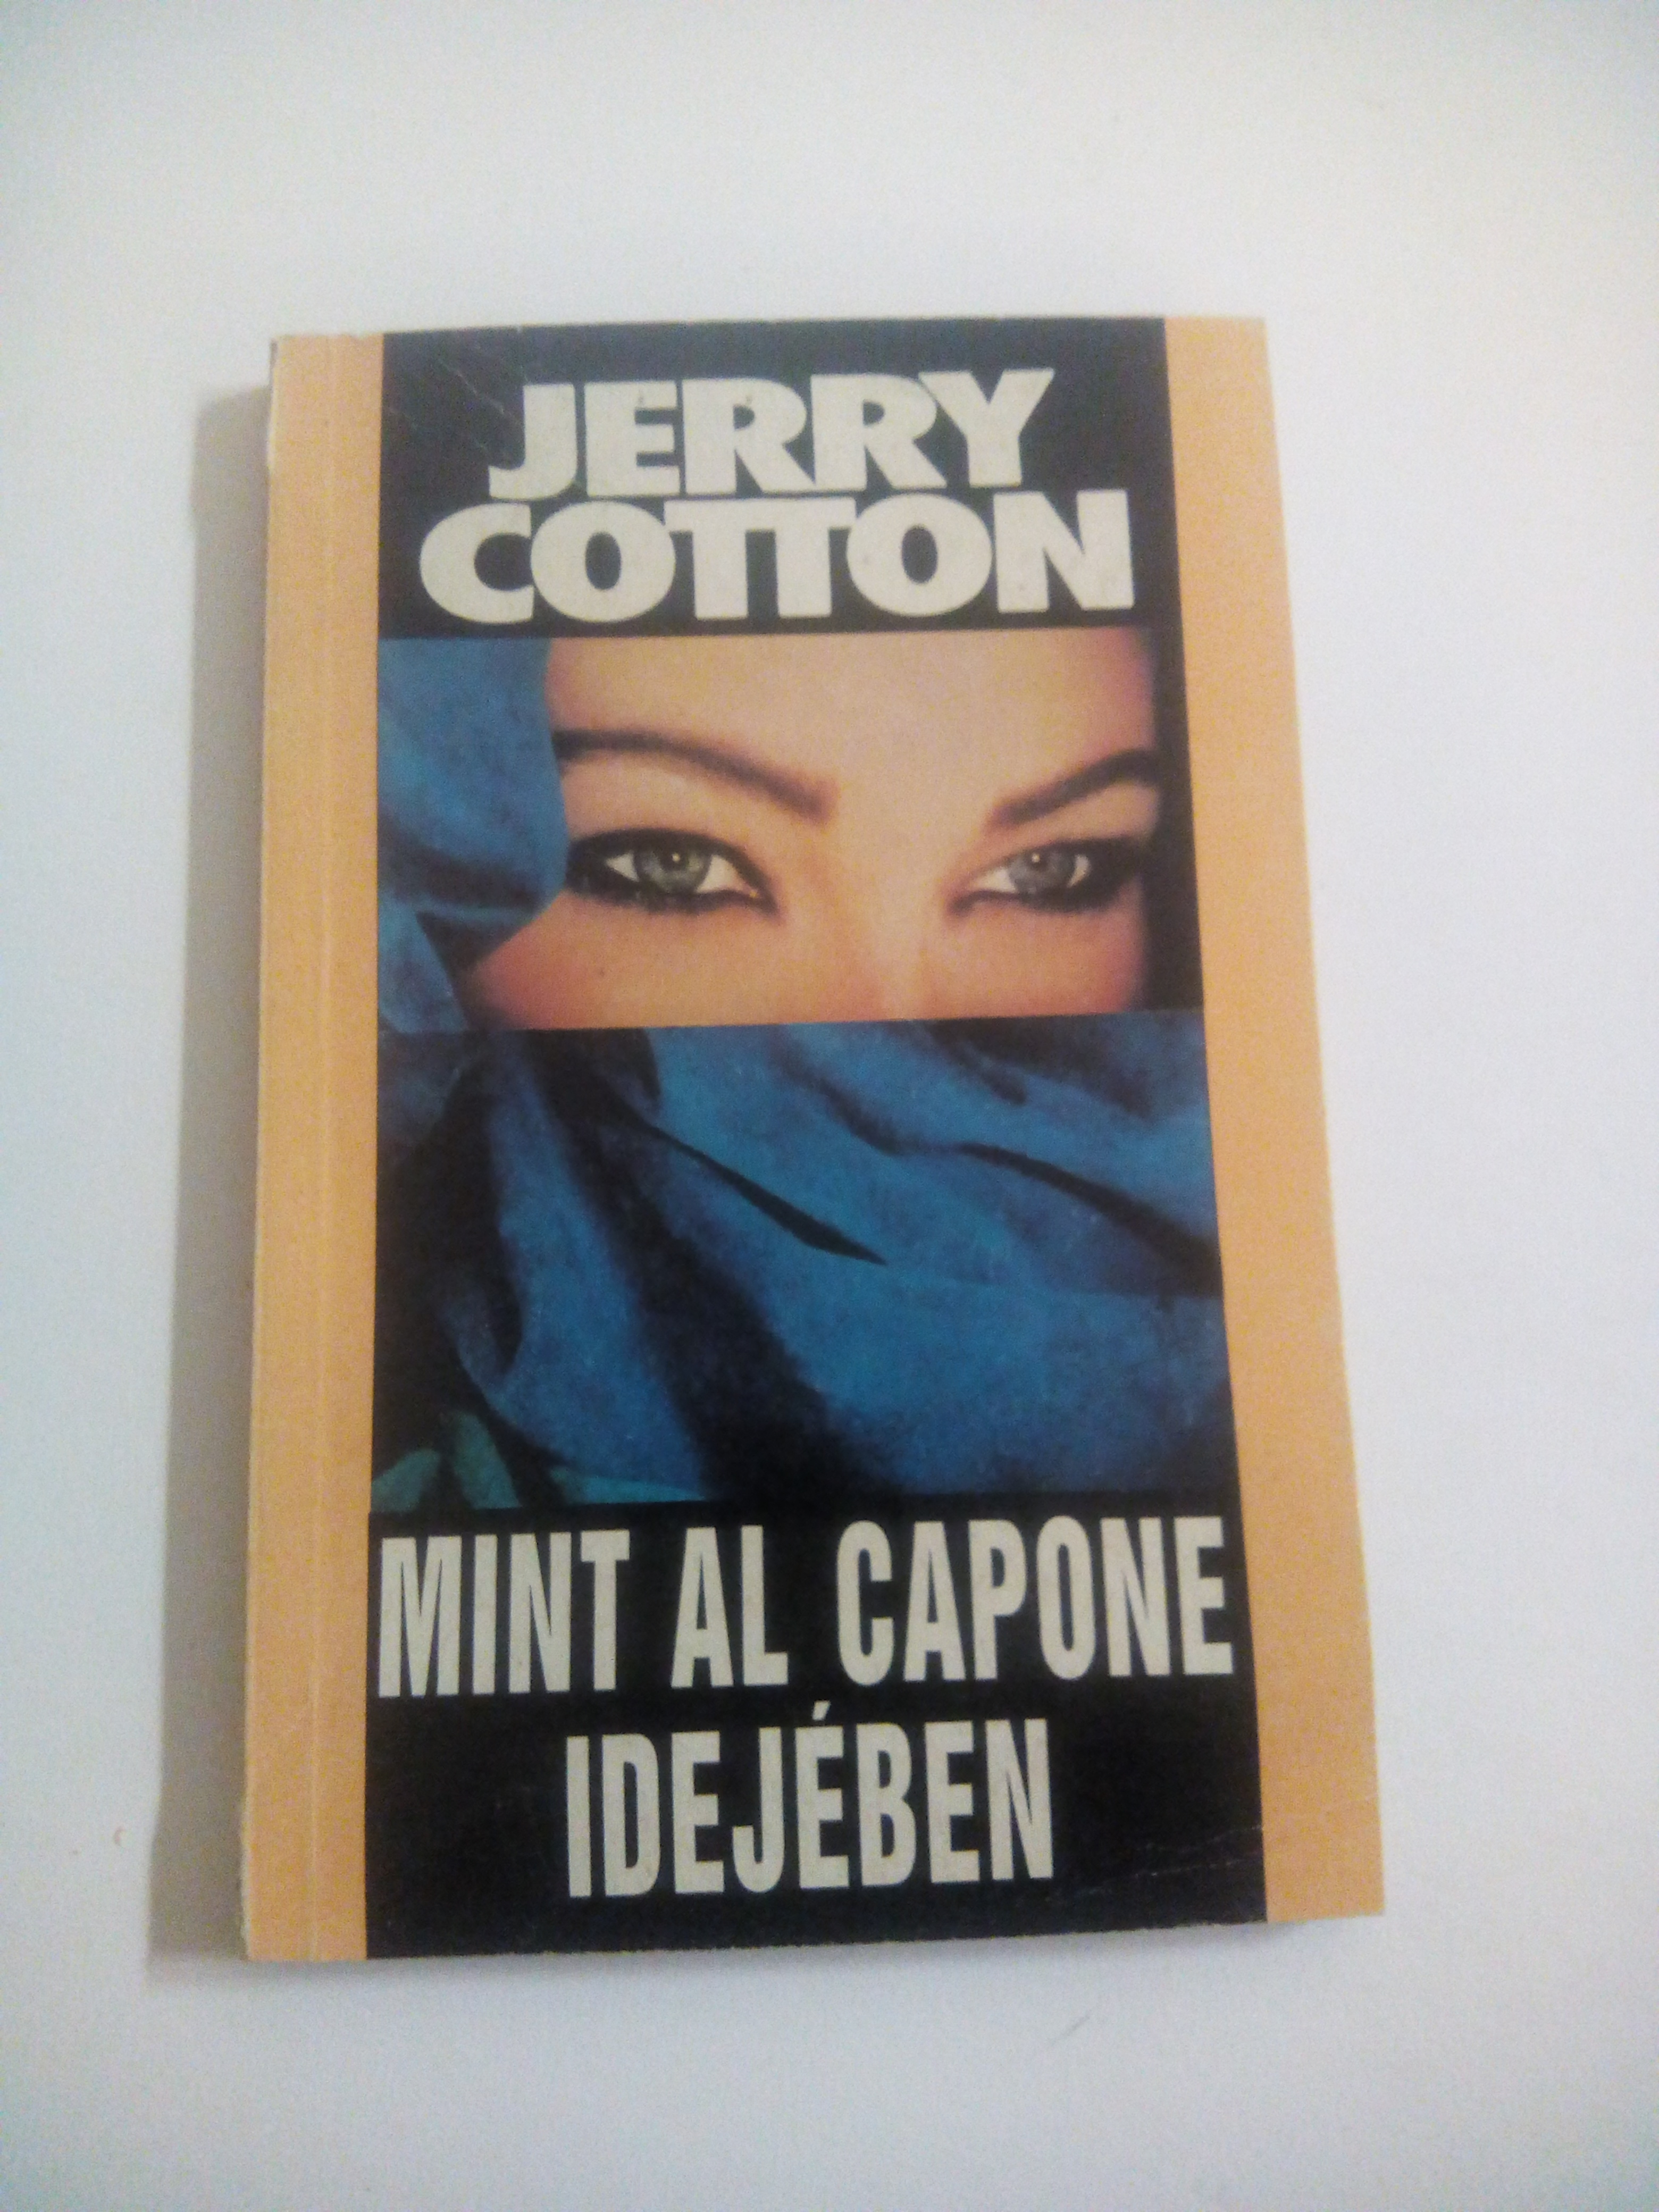 JERRY
COTTON
MINT AL CAPONE
IDEJÉBEN